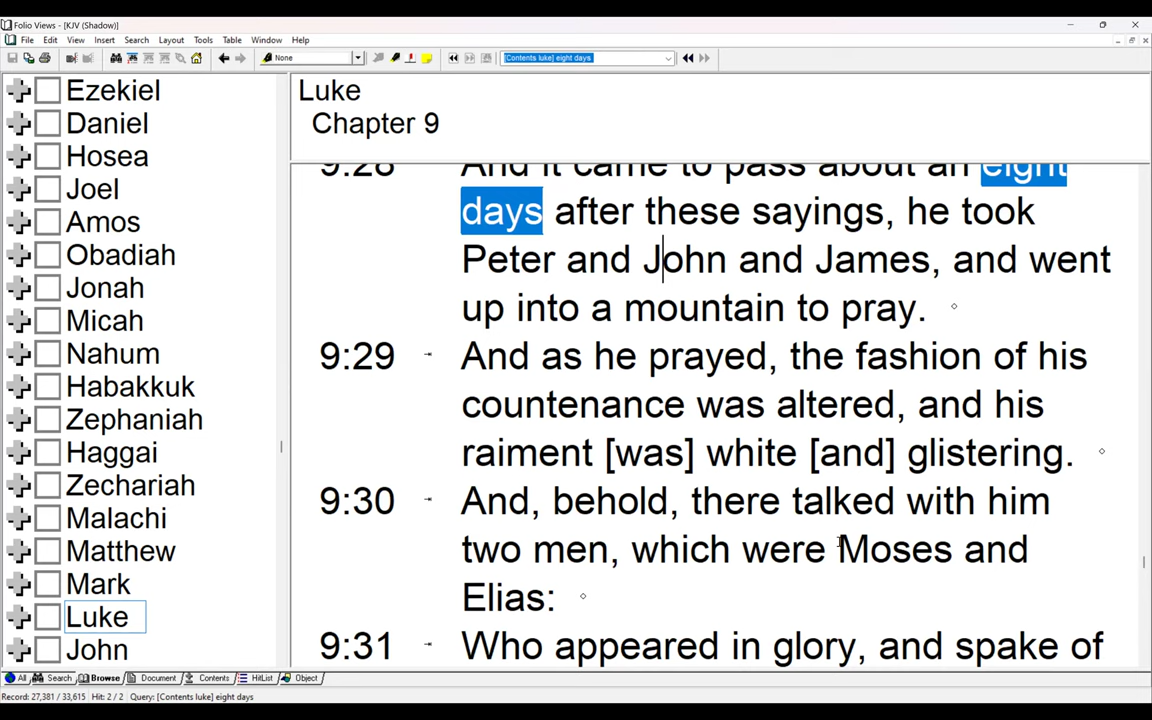 Folio Views - [KJV (Shadow)]
File Edit View Insert Search Layout Tools Table Window Help
None [Contents luke] eight days
Ezekiel
Daniel
Hosea
Joel
Amos
Obadiah
Jonah
Micah
Nahum
Habakkuk
Zephaniah
Haggai
Zechariah
Malachi
Matthew
Mark
Luke
John
Luke
Chapter 9
9:28 And it came to pass about an eight
days after these sayings, he took
Peter and John and James, and went
up into a mountain to pray.
9:29 And as he prayed, the fashion of his
countenance was altered, and his
raiment [was] white [and] glistering.
9:30 And, behold, there talked with him
two men, which were Moses and
Elias:
9:31 Who appeared in glory, and spake of
All Search Browse Document Contents HitList Object
Record: 27,381 / 33,615 Hit: 2 / 2 Query: [Contents luke] eight days